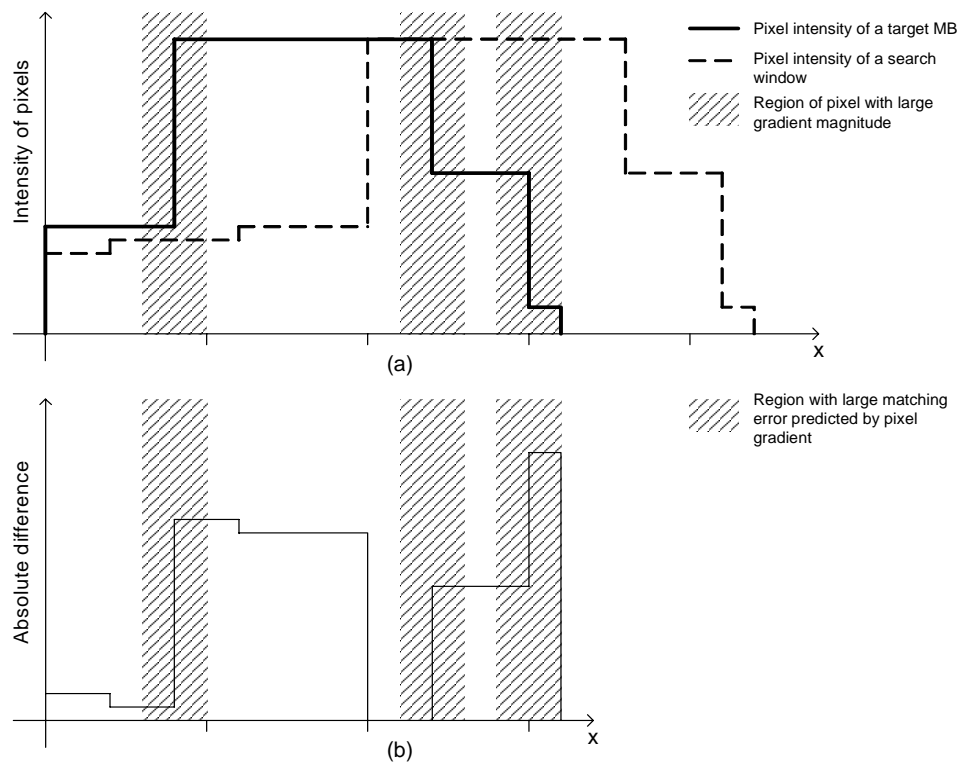 Intensity of pixels
Pixel intensity of a target MB
Pixel intensity of a search
window
Region of pixel with large
gradient magnitude
x
(a)
Absolute difference
Region with large matching
error predicted by pixel
gradient
x
(b)